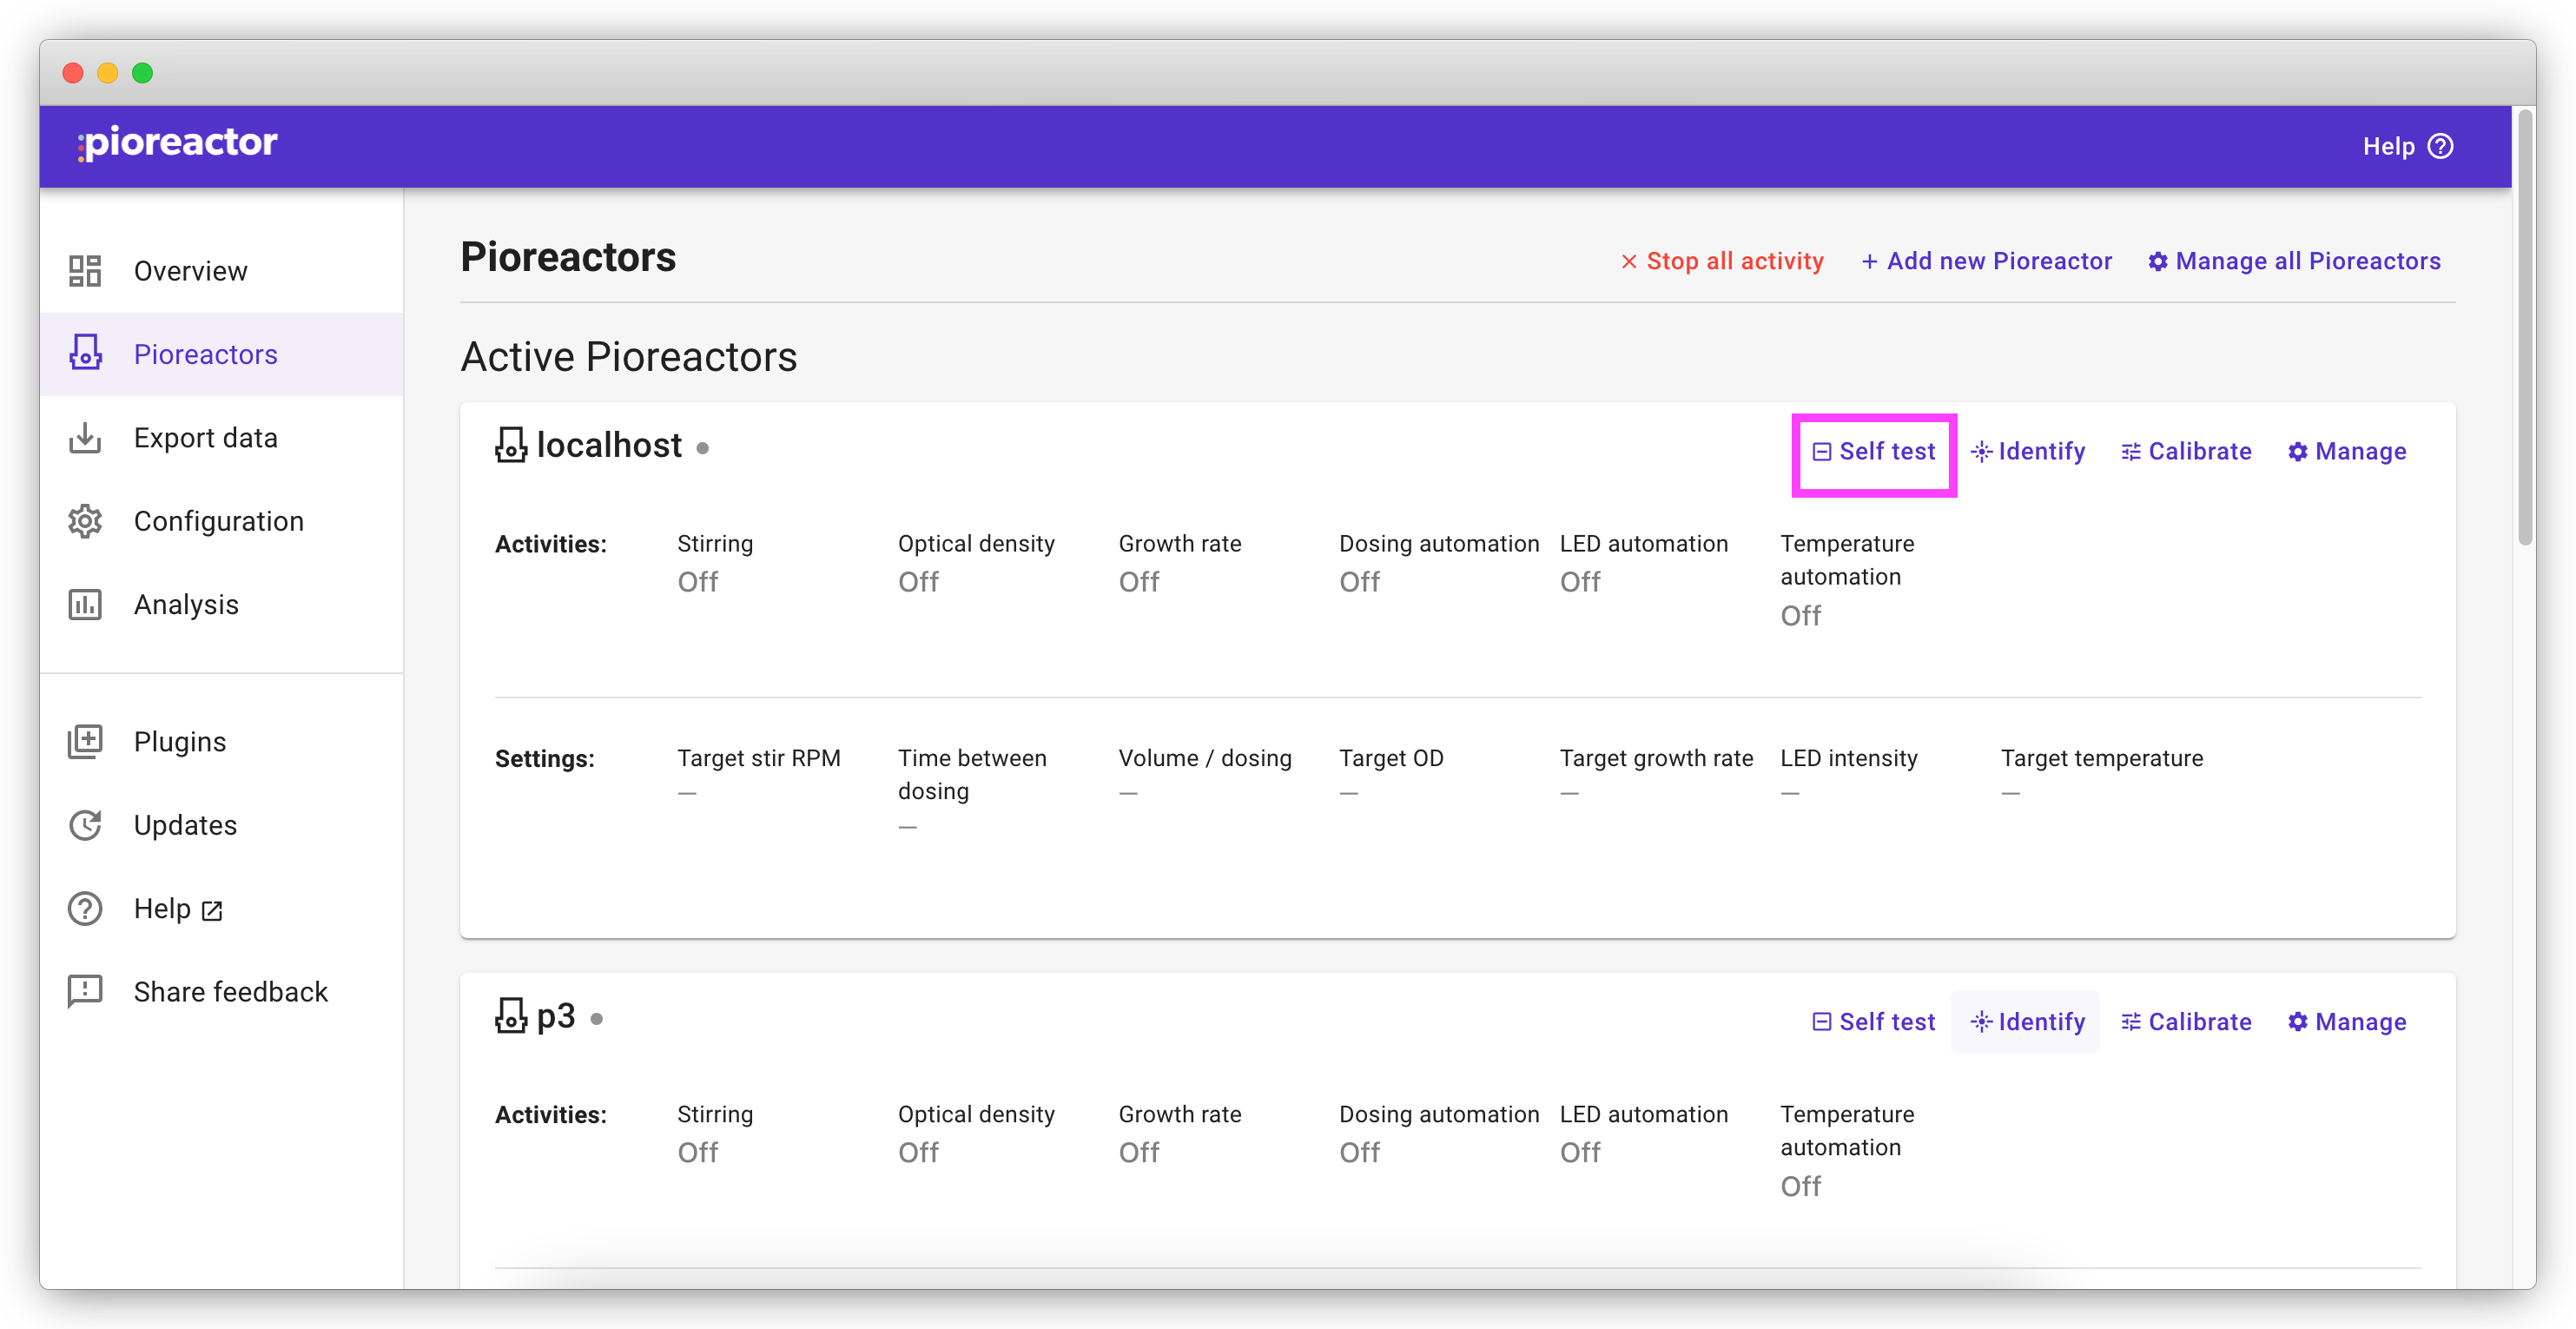 pioreactor
Help
Overview
Pioreactors
Export data
Configuration
Analysis
Plugins
Updates
Help
Share feedback
Pioreactors
Stop all activity
Add new Pioreactor
Manage all Pioreactors
Active Pioreactors
localhost
Self test
Identify
Calibrate
Manage
Activities:
Stirring
Off
Optical density
Off
Growth rate
Off
Dosing automation
Off
LED automation
Off
Temperature
automation
Off
Settings:
Target stir RPM
—
Time between
dosing
—
Volume / dosing
—
Target OD
—
Target growth rate
—
LED intensity
—
Target temperature
—
p3
Self test
Identify
Calibrate
Manage
Activities:
Stirring
Off
Optical density
Off
Growth rate
Off
Dosing automation
Off
LED automation
Off
Temperature
automation
Off